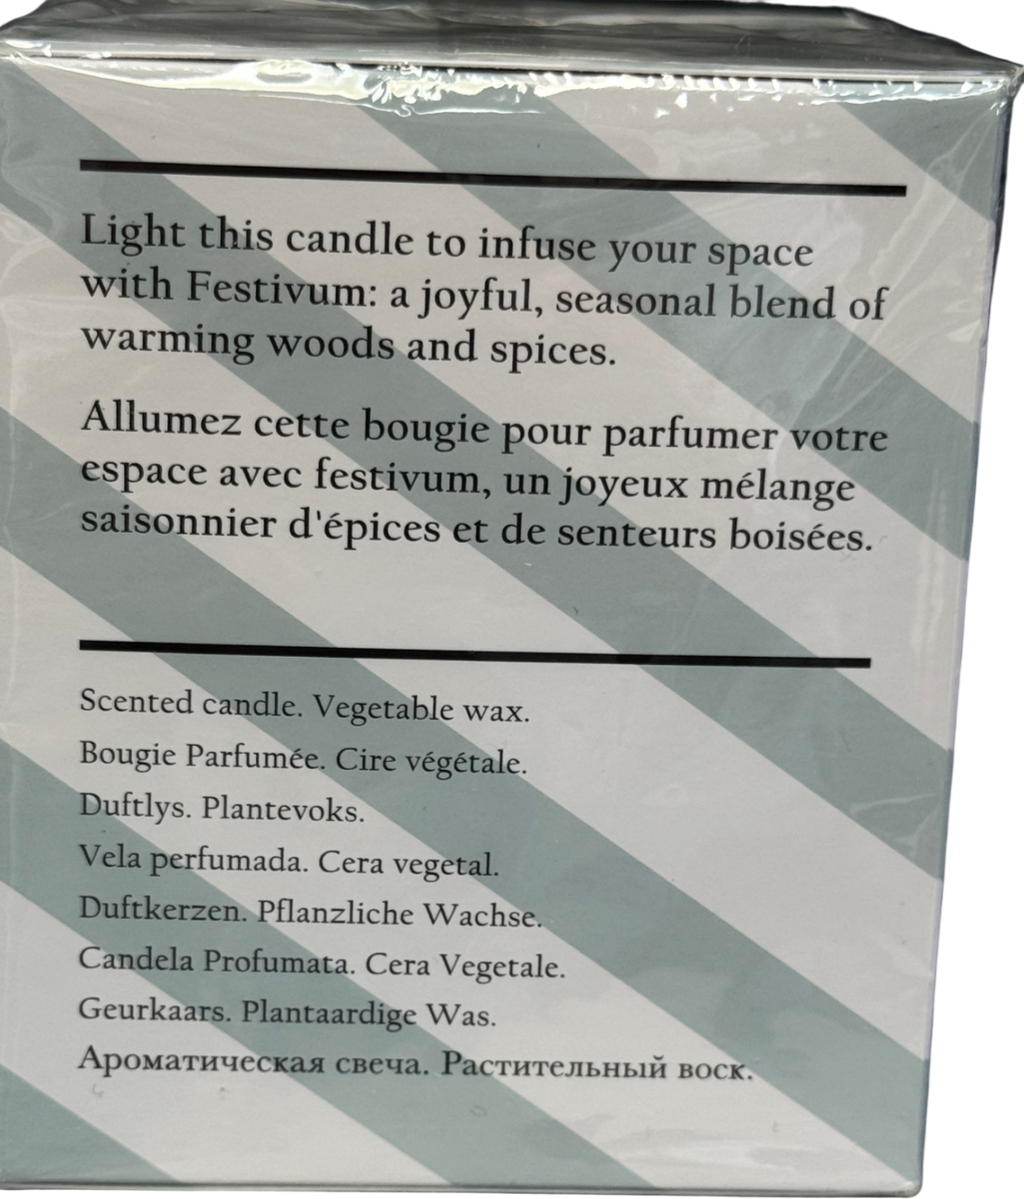 Light this candle to infuse your space
with Festivum: a joyful, seasonal blend of
warming woods and spices.
Allumez cette bougie pour parfumer votre
espace avec festivum, un joyeux mélange
saisonnier d'épices et de senteurs boisées.
Scented candle. Vegetable wax.
Bougie Parfumée. Cire végétale.
Duftlys. Plantevoks.
Vela perfumada. Cera vegetal.
Duftkerzen. Pflanzliche Wachse.
Candela Profumata. Cera Vegetale.
Geurkaars. Plantaardige Was.
Ароматическая свеча. Растительный воск.